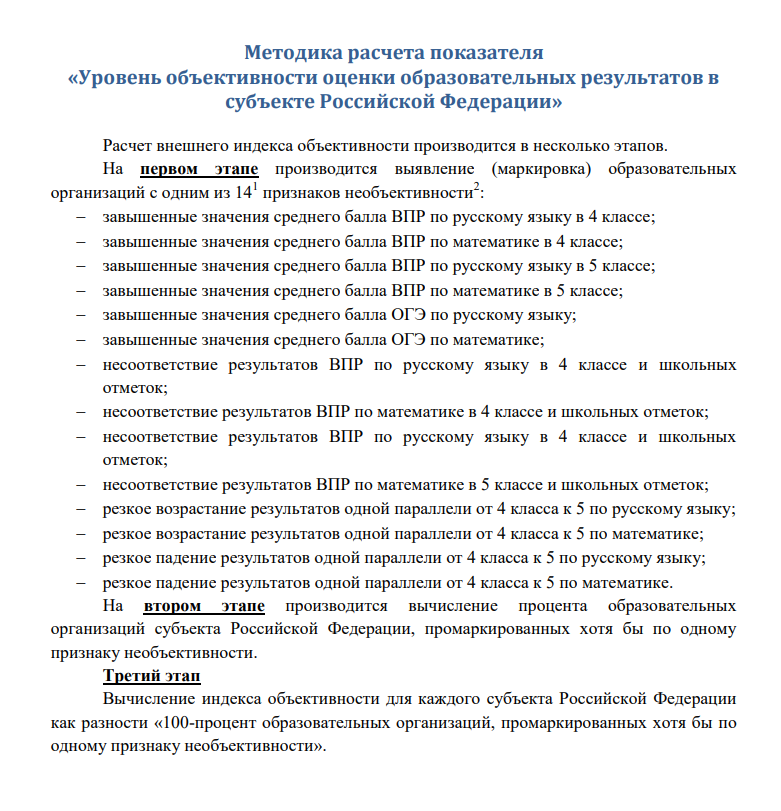 Методика расчета показателя
«Уровень объективности оценки образовательных результатов в
субъекте Российской Федерации»
Расчет внешнего индекса объективности производится в несколько этапов.
На первом этапе производится выявление (маркировка) образовательных
организаций с одним из 14¹ признаков необъективности²:
– завышенные значения среднего балла ВПР по русскому языку в 4 классе;
– завышенные значения среднего балла ВПР по математике в 4 классе;
– завышенные значения среднего балла ВПР по русскому языку в 5 классе;
– завышенные значения среднего балла ВПР по математике в 5 классе;
– завышенные значения среднего балла ОГЭ по русскому языку;
– завышенные значения среднего балла ОГЭ по математике;
– несоответствие результатов ВПР по русскому языку в 4 классе и школьных
отметок;
– несоответствие результатов ВПР по математике в 4 классе и школьных отметок;
– несоответствие результатов ВПР по русскому языку в 4 классе и школьных
отметок;
– несоответствие результатов ВПР по математике в 5 классе и школьных отметок;
– резкое возрастание результатов одной параллели от 4 класса к 5 по русскому языку;
– резкое возрастание результатов одной параллели от 4 класса к 5 по математике;
– резкое падение результатов одной параллели от 4 класса к 5 по русскому языку;
– резкое падение результатов одной параллели от 4 класса к 5 по математике.
На втором этапе производится вычисление процента образовательных
организаций субъекта Российской Федерации, промаркированных хотя бы по одному
признаку необъективности.
Третий этап
Вычисление индекса объективности для каждого субъекта Российской Федерации
как разности «100-процент образовательных организаций, промаркированных хотя бы по
одному признаку необъективности».